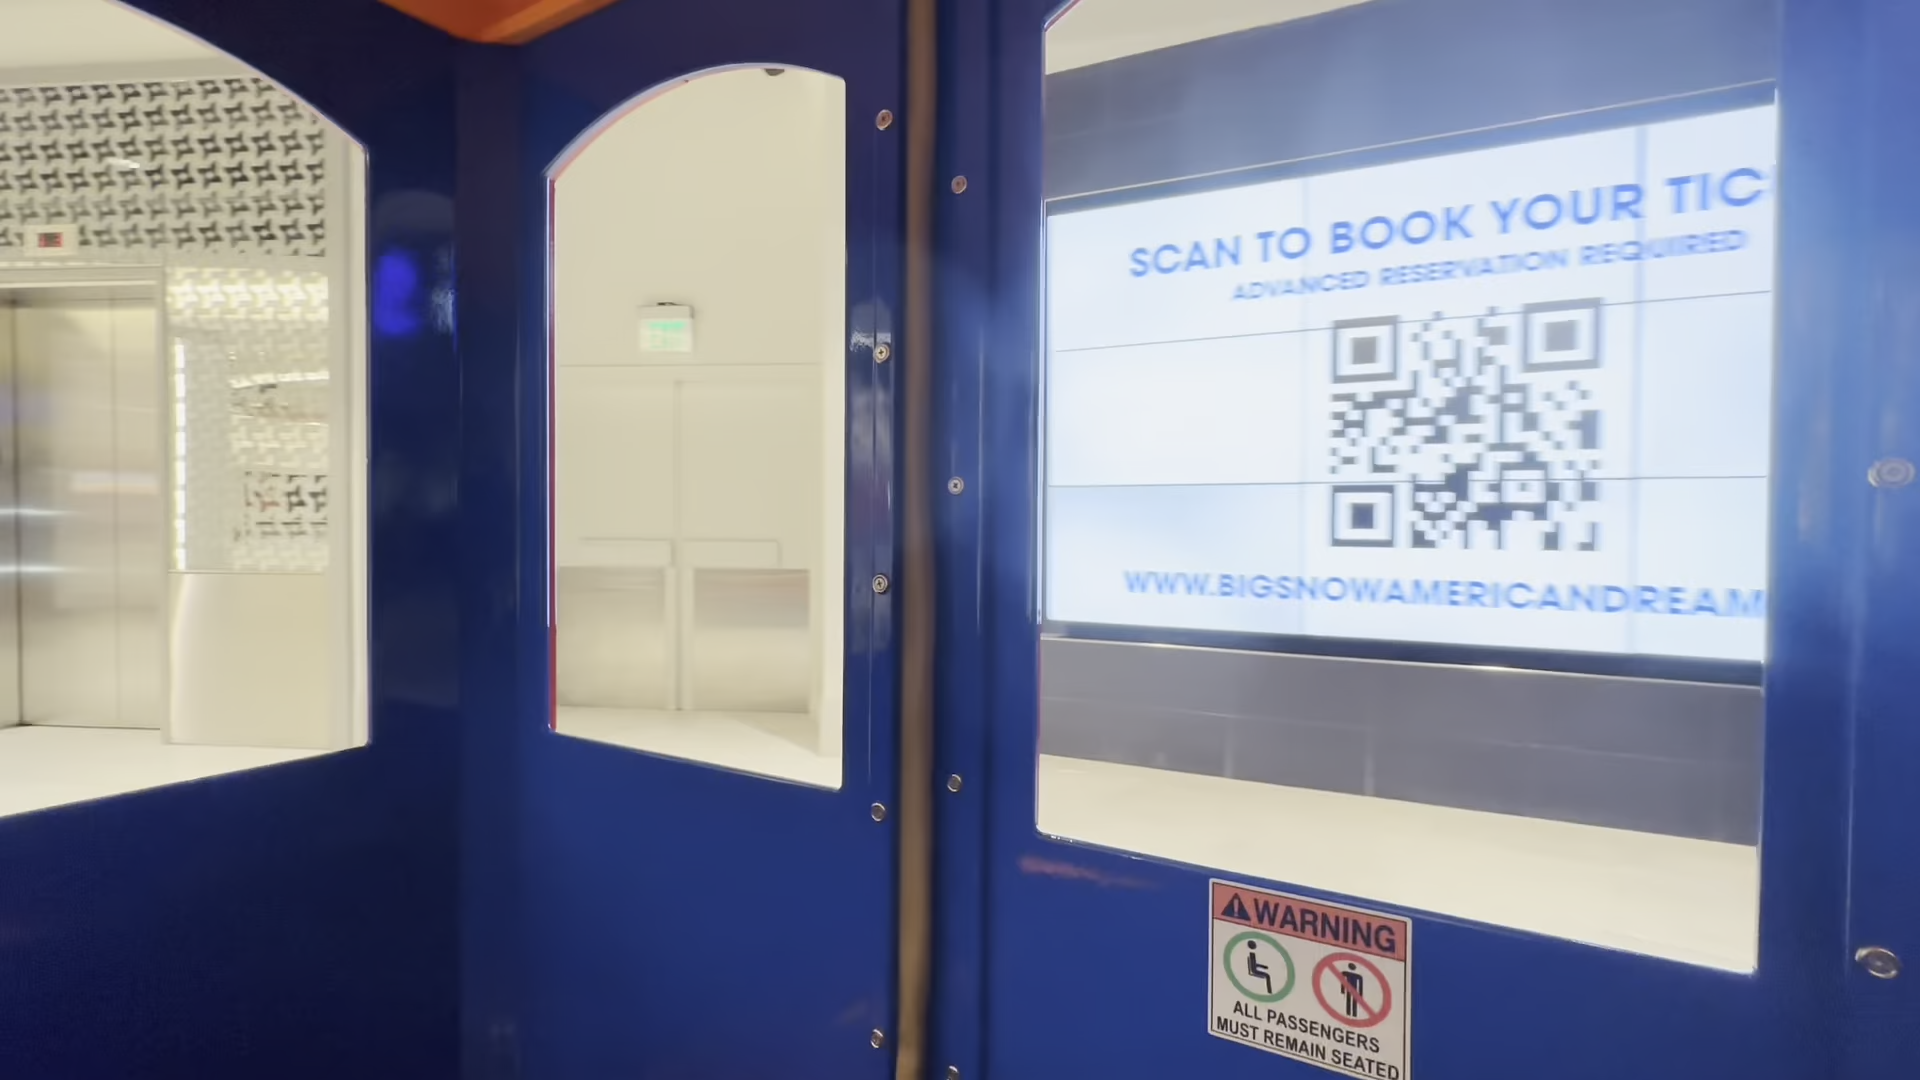 SCAN TO BOOK YOUR TIC
ADVANCED RESERVATION REQUIRED
WWW.BIGSNOWAMERICANDREAM
WARNING
ALL PASSENGERS
MUST REMAIN SEATED